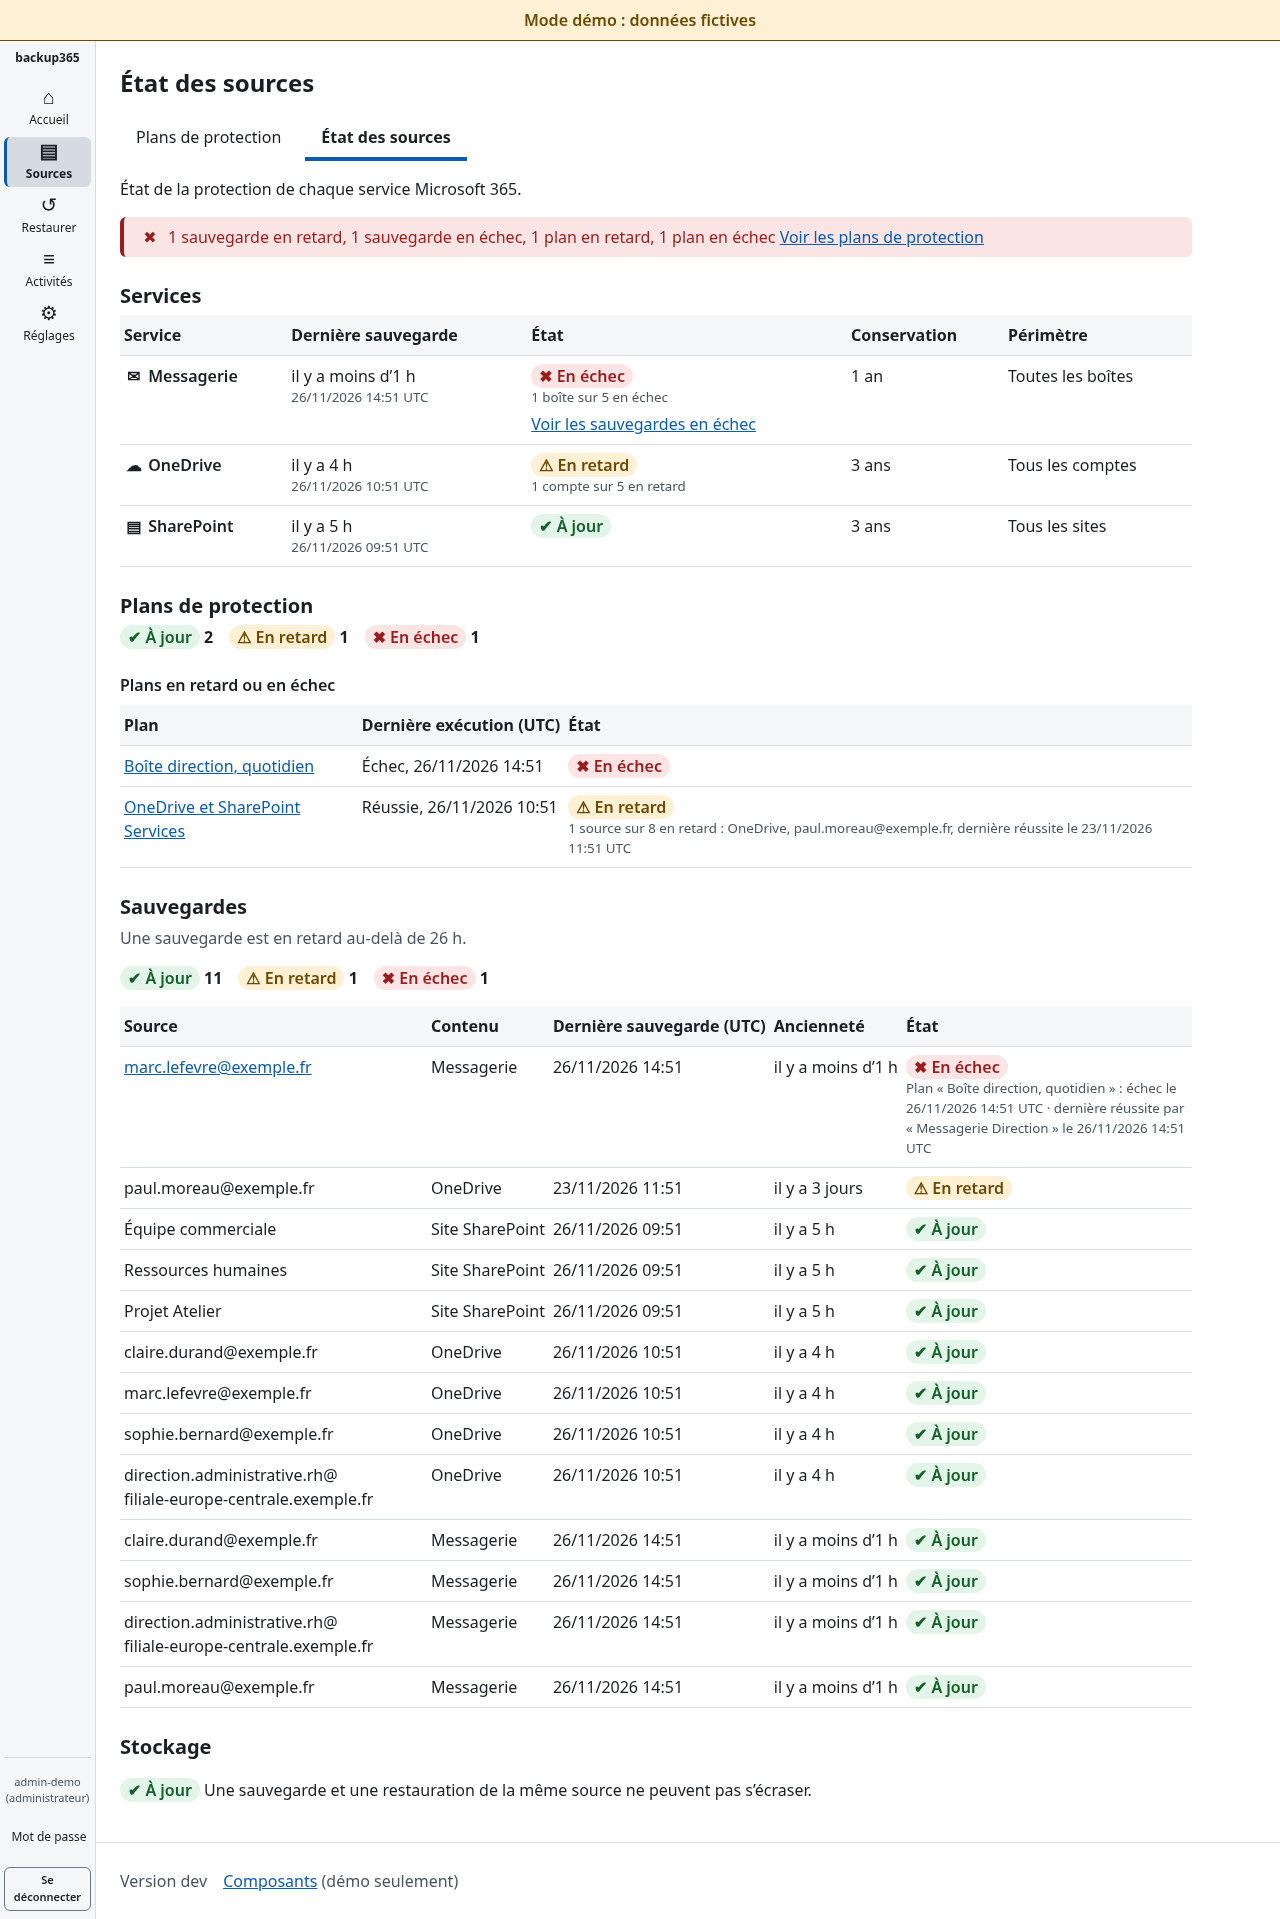 Mode démo : données fictives
backup365
Accueil
Sources
Restaurer
Activités
Réglages
État des sources
Plans de protection
État des sources
État de la protection de chaque service Microsoft 365.
✖ 1 sauvegarde en retard, 1 sauvegarde en échec, 1 plan en retard, 1 plan en échec Voir les plans de protection
Services
Service Dernière sauvegarde État Conservation Périmètre
Messagerie il y a moins d’1 h ✖ En échec 1 an Toutes les boîtes
26/11/2026 14:51 UTC 1 boîte sur 5 en échec
Voir les sauvegardes en échec
OneDrive il y a 4 h ⚠ En retard 3 ans Tous les comptes
26/11/2026 10:51 UTC 1 compte sur 5 en retard
SharePoint il y a 5 h ✔ À jour 3 ans Tous les sites
26/11/2026 09:51 UTC
Plans de protection
✔ À jour 2 ⚠ En retard 1 ✖ En échec 1
Plans en retard ou en échec
Plan Dernière exécution (UTC) État
Boîte direction, quotidien Échec, 26/11/2026 14:51 ✖ En échec
OneDrive et SharePoint Réussie, 26/11/2026 10:51 ⚠ En retard
Services 1 source sur 8 en retard : OneDrive, paul.moreau@exemple.fr, dernière réussite le 23/11/2026
11:51 UTC
Sauvegardes
Une sauvegarde est en retard au-delà de 26 h.
✔ À jour 11 ⚠ En retard 1 ✖ En échec 1
Source Contenu Dernière sauvegarde (UTC) Ancienneté État
marc.lefevre@exemple.fr Messagerie 26/11/2026 14:51 il y a moins d’1 h ✖ En échec
Plan « Boîte direction, quotidien » : échec le
26/11/2026 14:51 UTC · dernière réussite par
« Messagerie Direction » le 26/11/2026 14:51
UTC
paul.moreau@exemple.fr OneDrive 23/11/2026 11:51 il y a 3 jours ⚠ En retard
Équipe commerciale Site SharePoint 26/11/2026 09:51 il y a 5 h ✔ À jour
Ressources humaines Site SharePoint 26/11/2026 09:51 il y a 5 h ✔ À jour
Projet Atelier Site SharePoint 26/11/2026 09:51 il y a 5 h ✔ À jour
claire.durand@exemple.fr OneDrive 26/11/2026 10:51 il y a 4 h ✔ À jour
marc.lefevre@exemple.fr OneDrive 26/11/2026 10:51 il y a 4 h ✔ À jour
sophie.bernard@exemple.fr OneDrive 26/11/2026 10:51 il y a 4 h ✔ À jour
direction.administrative.rh@ OneDrive 26/11/2026 10:51 il y a 4 h ✔ À jour
filiale-europe-centrale.exemple.fr
claire.durand@exemple.fr Messagerie 26/11/2026 14:51 il y a moins d’1 h ✔ À jour
sophie.bernard@exemple.fr Messagerie 26/11/2026 14:51 il y a moins d’1 h ✔ À jour
direction.administrative.rh@ Messagerie 26/11/2026 14:51 il y a moins d’1 h ✔ À jour
filiale-europe-centrale.exemple.fr
paul.moreau@exemple.fr Messagerie 26/11/2026 14:51 il y a moins d’1 h ✔ À jour
Stockage
✔ À jour Une sauvegarde et une restauration de la même source ne peuvent pas s’écraser.
admin-demo
(administrateur)
Mot de passe
Se
déconnecter
Version dev Composants (démo seulement)